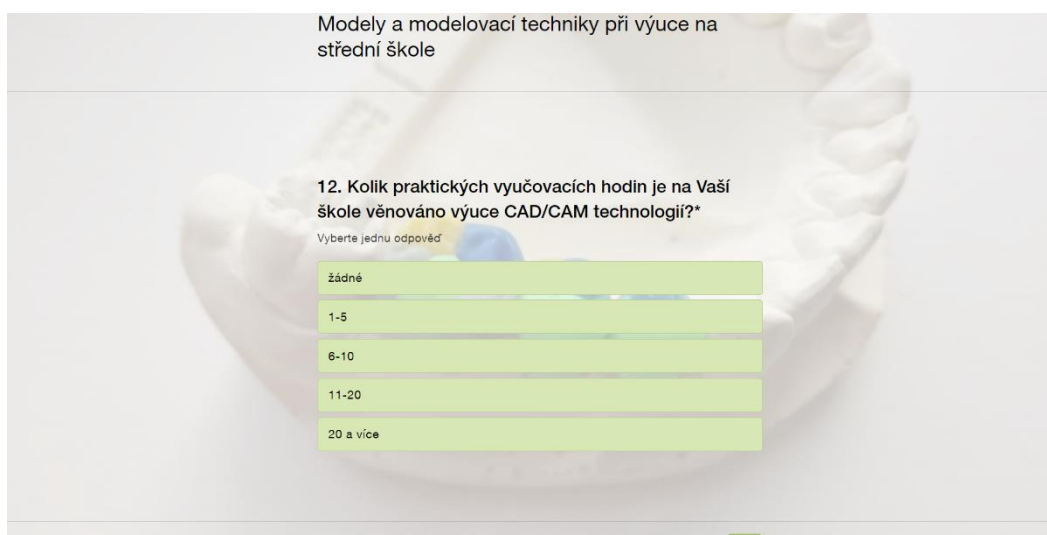 Modely a modelovací techniky při výuce na
střední škole
12. Kolik praktických vyučovacích hodin je na Vaší
škole věnováno výuce CAD/CAM technologií?*
Vyberte jednu odpověď
žádné
1-5
6-10
11-20
20 a více